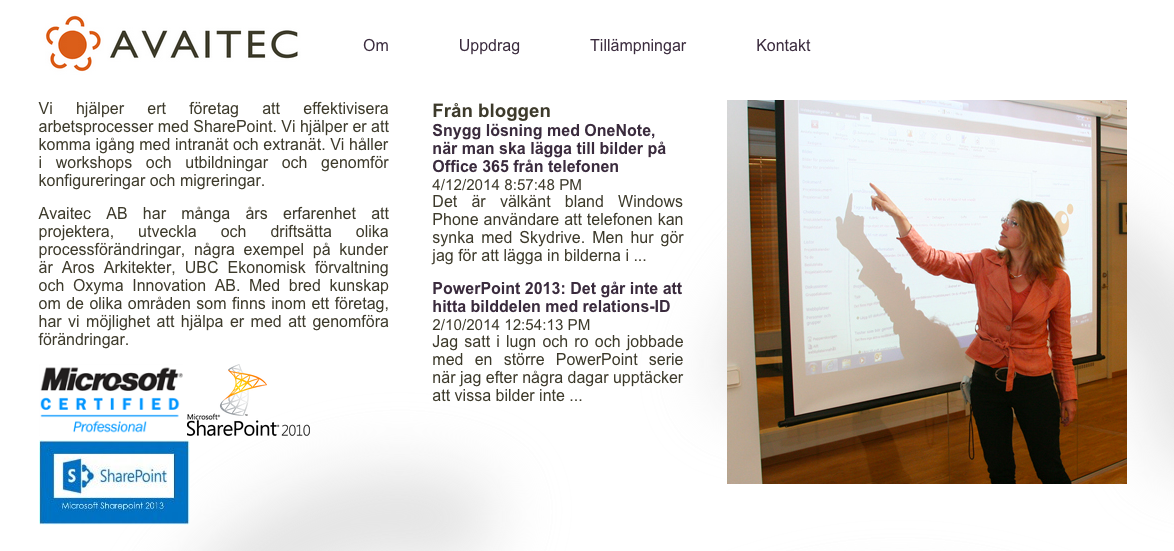 AVAITEC
Om
Uppdrag
Tillämpningar
Kontakt
Vi hjälper ert företag att effektivisera
arbetsprocesser med SharePoint. Vi hjälper er att
komma igång med intranät och extranät. Vi håller
i workshops och utbildningar och genomför
konfigureringar och migreringar.
Avaitec AB har många års erfarenhet att
projektera, utveckla och driftsätta olika
processförändringar, några exempel på kunder
är Aros Arkitekter, UBC Ekonomisk förvaltning
och Oxyma Innovation AB. Med bred kunskap
om de olika områden som finns inom ett företag,
har vi möjlighet att hjälpa er med att genomföra
förändringar.
Microsoft
CERTIFIED
Professional
Microsoft
SharePoint 2010
S SharePoint
Microsoft Sharepoint 2013
Från bloggen
Snygg lösning med OneNote,
när man ska lägga till bilder på
Office 365 från telefonen
4/12/2014 8:57:48 PM
Det är välkänt bland Windows
Phone användare att telefonen kan
synka med Skydrive. Men hur gör
jag för att lägga in bilderna i ...
PowerPoint 2013: Det går inte att
hitta bilddelen med relations-ID
2/10/2014 12:54:13 PM
Jag satt i lugn och ro och jobbade
med en större PowerPoint serie
när jag efter några dagar upptäcker
att vissa bilder inte ...